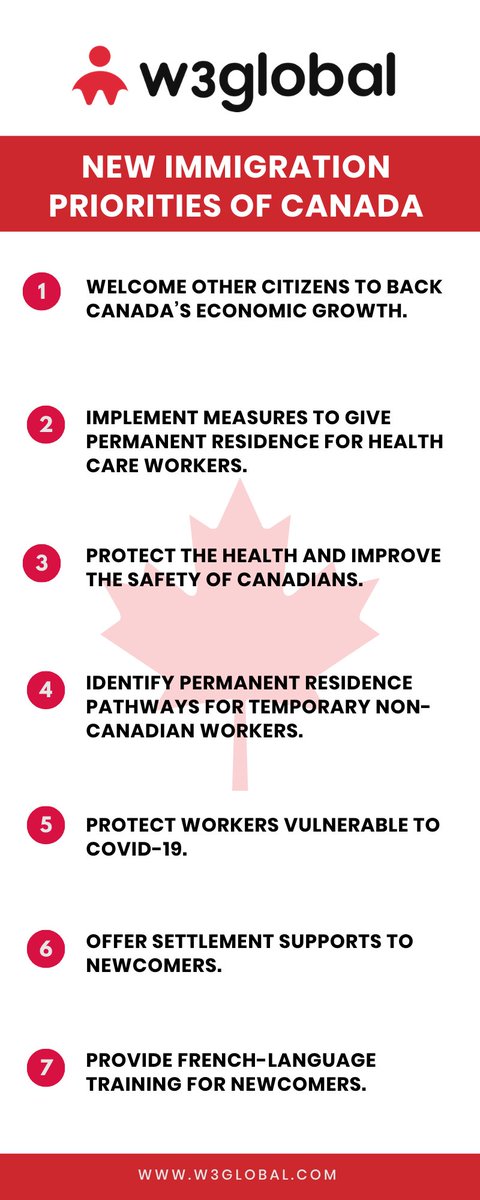 w3global
NEW IMMIGRATION
PRIORITIES OF CANADA
1
WELCOME OTHER CITIZENS TO BACK
CANADA'S ECONOMIC GROWTH.
2
IMPLEMENT MEASURES TO GIVE
PERMANENT RESIDENCE FOR HEALTH
CARE WORKERS.
3
PROTECT THE HEALTH AND IMPROVE
THE SAFETY OF CANADIANS.
4
IDENTIFY PERMANENT RESIDENCE
PATHWAYS FOR TEMPORARY NON-
CANADIAN WORKERS.
5
PROTECT WORKERS VULNERABLE TO
COVID-19.
6
OFFER SETTLEMENT SUPPORTS TO
NEWCOMERS.
7
PROVIDE FRENCH-LANGUAGE
TRAINING FOR NEWCOMERS.
WWW.W3GLOBAL.COM